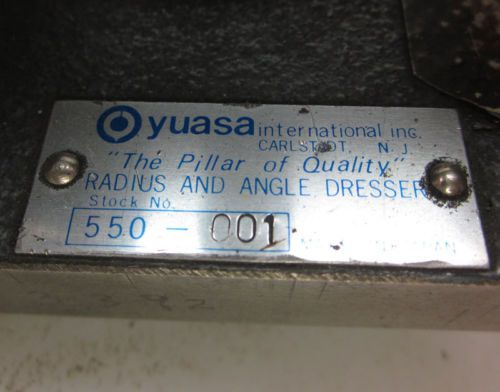 yuasa international inc.
CARLSTADT, N. J.
"The Pillar of Quality"
RADIUS AND ANGLE DRESSER
Stock No.
550 - 001